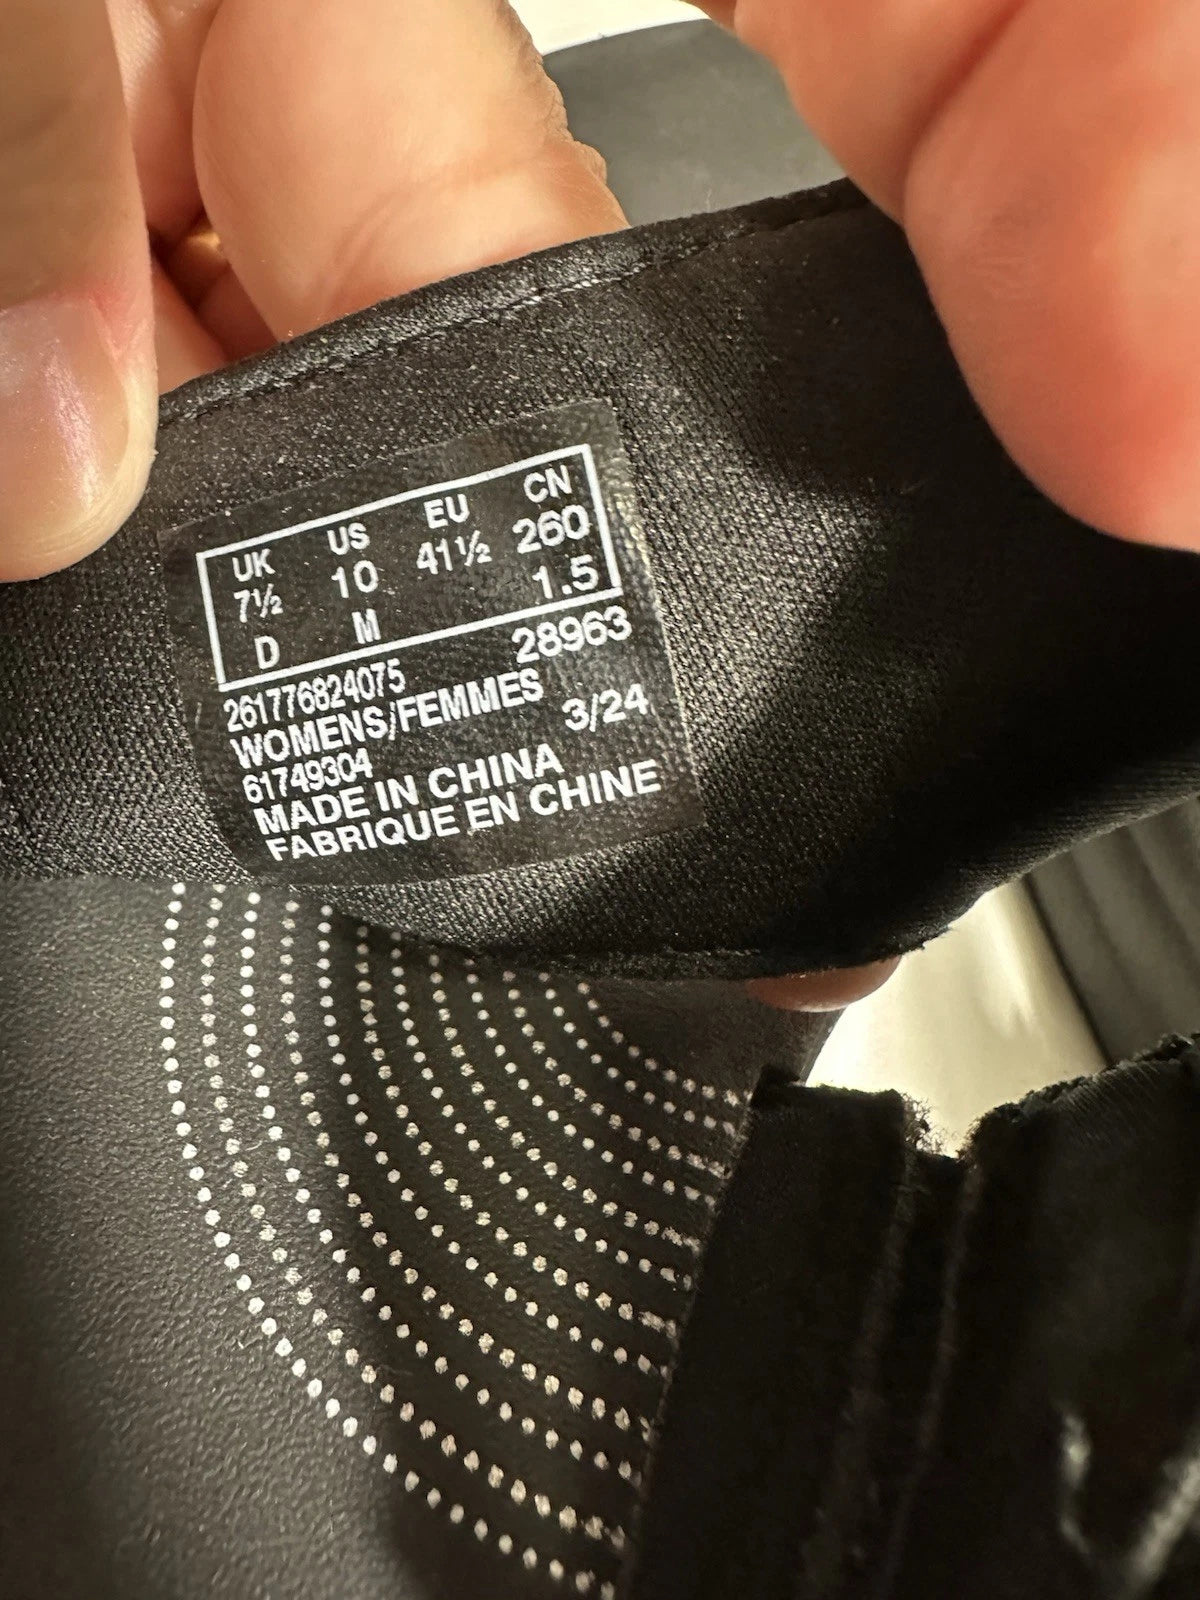 UK US EU CN
7½ 10 41½ 260
D M 1.5
261776824075 28963
WOMENS/FEMMES
61749304 3/24
MADE IN CHINA
FABRIQUE EN CHINE